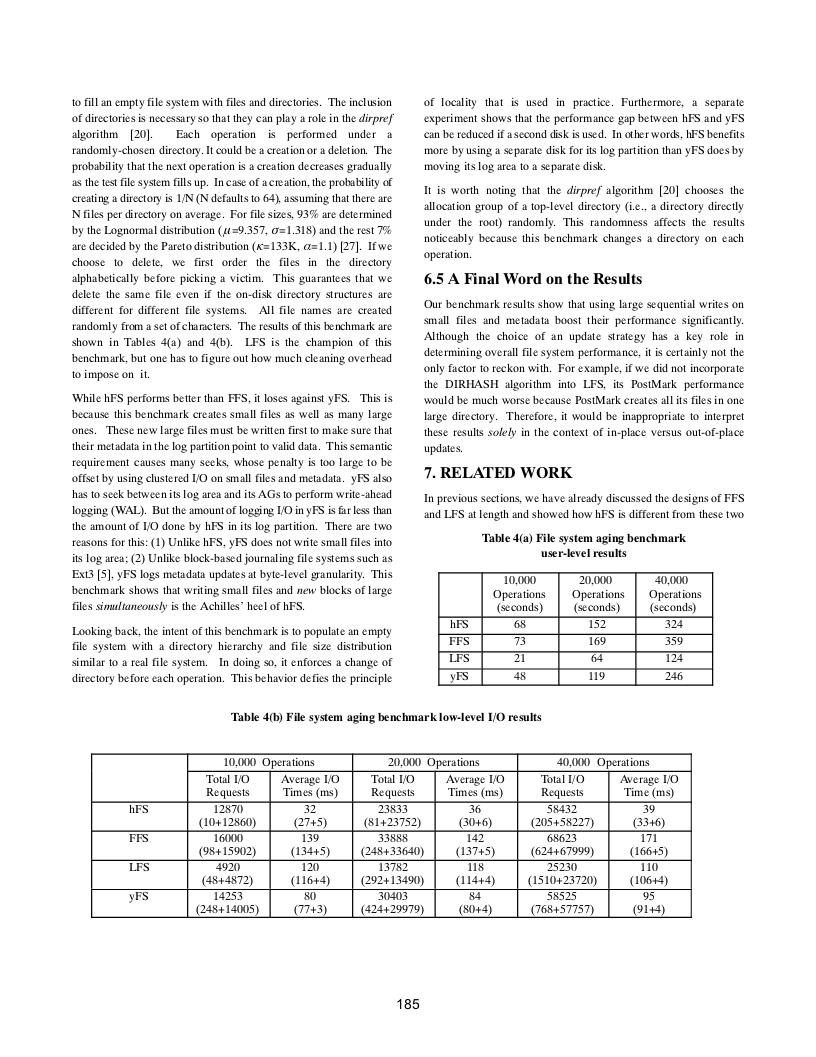 to fill an empty file system with files and directories. The inclusion
of directories is necessary so that they can play a role in the dirpref
algorithm [20]. Each operation is performed under a
randomly-chosen directory. It could be a creation or a deletion. The
probability that the next operation is a creation decreases gradually
as the test file system fills up. In case of a creation, the probability of
creating a directory is 1/N (N defaults to 64), assuming that there are
N files per directory on average. For file sizes, 93% are determined
by the Lognormal distribution (μ=9.357, σ=1.318) and the rest 7%
are decided by the Pareto distribution (κ=133K, α=1.1) [27]. If we
choose to delete, we first order the files in the directory
alphabetically before picking a victim. This guarantees that we
delete the same file even if the on-disk directory structures are
different for different file systems. All file names are created
randomly from a set of characters. The results of this benchmark are
shown in Tables 4(a) and 4(b). LFS is the champion of this
benchmark, but one has to figure out how much cleaning overhead
to impose on it.
While hFS performs better than FFS, it loses against yFS. This is
because this benchmark creates small files as well as many large
ones. These new large files must be written first to make sure that
their metadata in the log partition point to valid data. This semantic
requirement causes many seeks, whose penalty is too large to be
offset by using clustered I/O on small files and metadata. yFS also
has to seek between its log area and its AGs to perform write-ahead
logging (WAL). But the amount of logging I/O in yFS is far less than
the amount of I/O done by hFS in its log partition. There are two
reasons for this: (1) Unlike hFS, yFS does not write small files into
its log area; (2) Unlike block-based journaling file systems such as
Ext3 [5], yFS logs metadata updates at byte-level granularity. This
benchmark shows that writing small files and new blocks of large
files simultaneously is the Achilles' heel of hFS.
Looking back, the intent of this benchmark is to populate an empty
file system with a directory hierarchy and file size distribution
similar to a real file system. In doing so, it enforces a change of
directory before each operation. This behavior defies the principle
of locality that is used in practice. Furthermore, a separate
experiment shows that the performance gap between hFS and yFS
can be reduced if a second disk is used. In other words, hFS benefits
more by using a separate disk for its log partition than yFS does by
moving its log area to a separate disk.
It is worth noting that the dirpref algorithm [20] chooses the
allocation group of a top-level directory (i.e., a directory directly
under the root) randomly. This randomness affects the results
noticeably because this benchmark changes a directory on each
operation.
6.5 A Final Word on the Results
Our benchmark results show that using large sequential writes on
small files and metadata boost their performance significantly.
Although the choice of an update strategy has a key role in
determining overall file system performance, it is certainly not the
only factor to reckon with. For example, if we did not incorporate
the DIRHASH algorithm into LFS, its PostMark performance
would be much worse because PostMark creates all its files in one
large directory. Therefore, it would be inappropriate to interpret
these results solely in the context of in-place versus out-of-place
updates.
7. RELATED WORK
In previous sections, we have already discussed the designs of FFS
and LFS at length and showed how hFS is different from these two
Table 4(a) File system aging benchmark
user-level results
10,000 20,000 40,000
Operations Operations Operations
(seconds) (seconds) (seconds)
hFS 68 152 324
FFS 73 169 359
LFS 21 64 124
yFS 48 119 246
Table 4(b) File system aging benchmark low-level I/O results
10,000 Operations 20,000 Operations 40,000 Operations
Total I/O Average I/O Total I/O Average I/O Total I/O Average I/O
Requests Times (ms) Requests Times (ms) Requests Time (ms)
hFS 12870 32 23833 36 58432 39
(10+12860) (27+5) (81+23752) (30+6) (205+58227) (33+6)
FFS 16000 139 33888 142 68623 171
(98+15902) (134+5) (248+33640) (137+5) (624+67999) (166+5)
LFS 4920 120 13782 118 25230 110
(48+4872) (116+4) (292+13490) (114+4) (1510+23720) (106+4)
yFS 14253 80 30403 84 58525 95
(248+14005) (77+3) (424+29979) (80+4) (768+57757) (91+4)
185